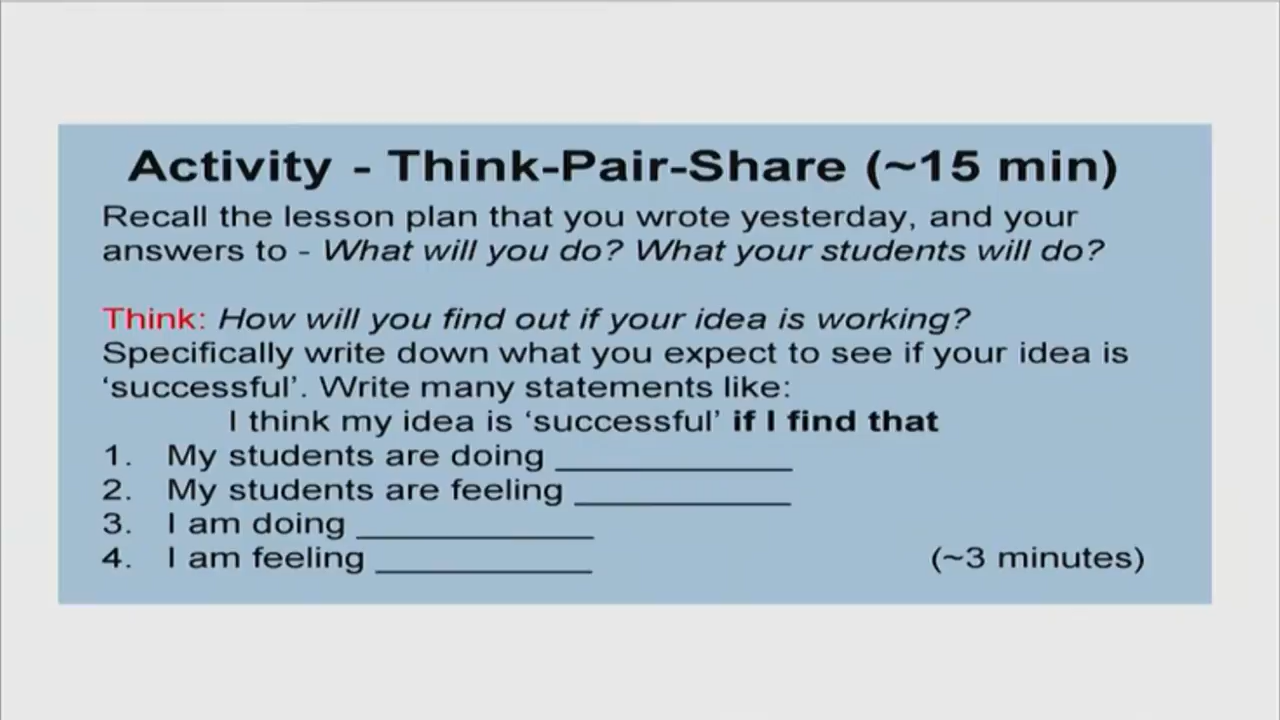 Activity - Think-Pair-Share (~15 min)
Recall the lesson plan that you wrote yesterday, and your
answers to - What will you do? What your students will do?
Think: How will you find out if your idea is working?
Specifically write down what you expect to see if your idea is
‘successful’. Write many statements like:
I think my idea is ‘successful’ if I find that
1. My students are doing _______________
2. My students are feeling ______________
3. I am doing _______________
4. I am feeling ______________ (~3 minutes)